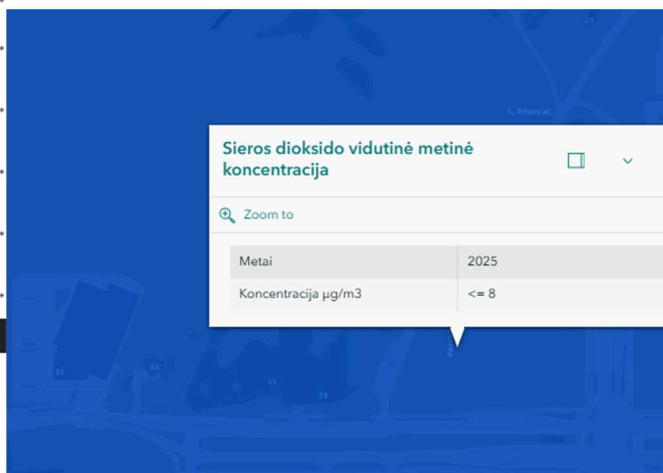 Sieros dioksido vidutinė metinė
koncentracija
Zoom to
Metai 2025
Koncentracija µg/m3 <= 8